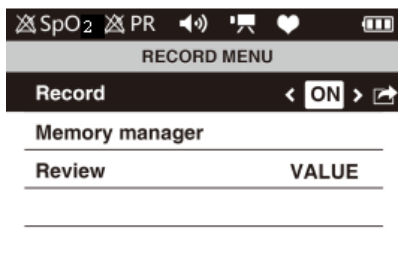 SpO2 PR
RECORD MENU
Record < ON >
Memory manager
Review VALUE